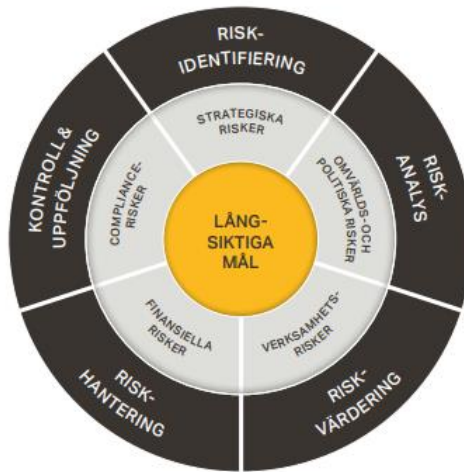 RISK-
IDENTIFIERING
RISK-
ANALYS
RISK-
VÄRDERING
RISK-
HANTERING
KONTROLL &
UPPFÖLJNING
STRATEGISKA
RISKER
OMVÄRLDS- OCH
POLITISKA RISKER
VERKSAMHETS-
RISKER
FINANSIELLA
RISKER
COMPLIANCE-
RISKER
LÅNG-
SIKTIGA
MÅL